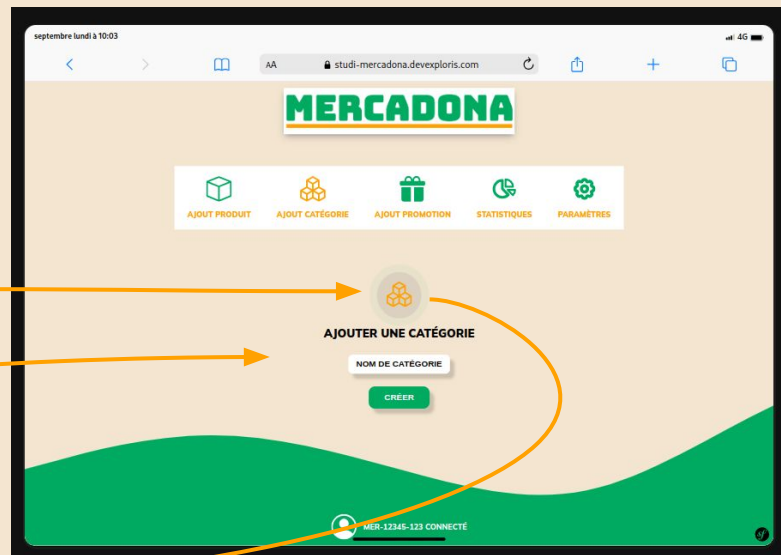 septembre lundi à 10:03
4G
AA studi-mercadona.devexploris.com
MERCADONA
AJOUT PRODUIT AJOUT CATÉGORIE AJOUT PROMOTION STATISTIQUES PARAMÈTRES
AJOUTER UNE CATÉGORIE
NOM DE CATÉGORIE
CRÉER
MER-12345-123 CONNECTÉ
sf